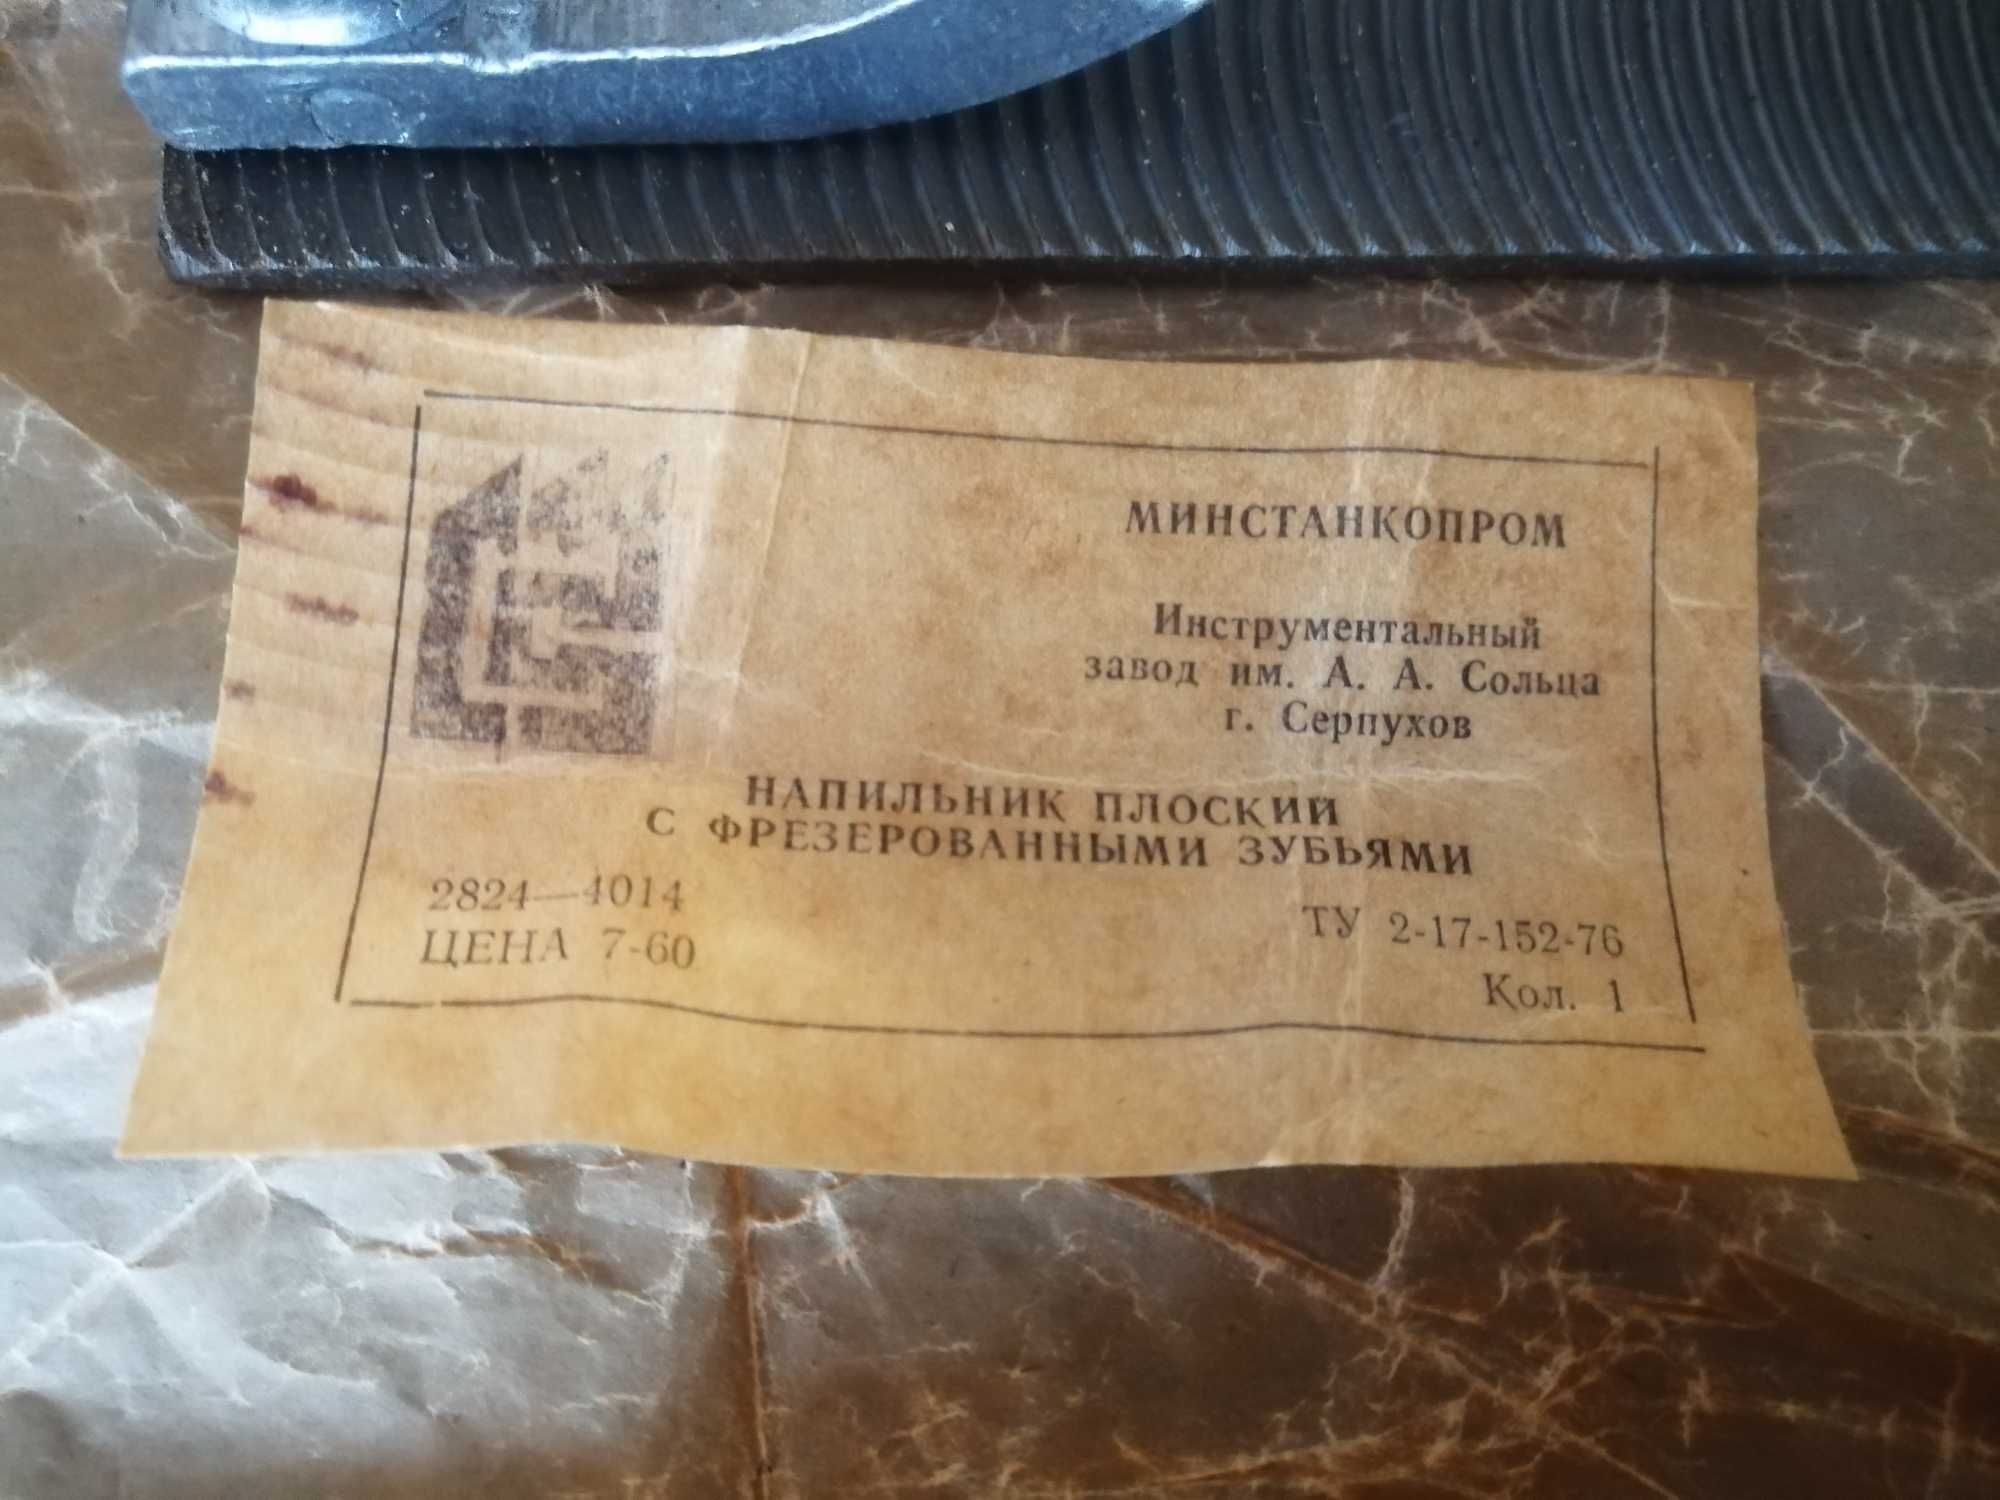 МИНСТАНКОПРОМ
Инструментальный
завод им. А. А. Сольца
г. Серпухов
НАПИЛЬНИК ПЛОСКИЙ
С ФРЕЗЕРОВАННЫМИ ЗУБЬЯМИ
2824—4014
ЦЕНА 7-60
ТУ 2-17-152-76
Кол. 1